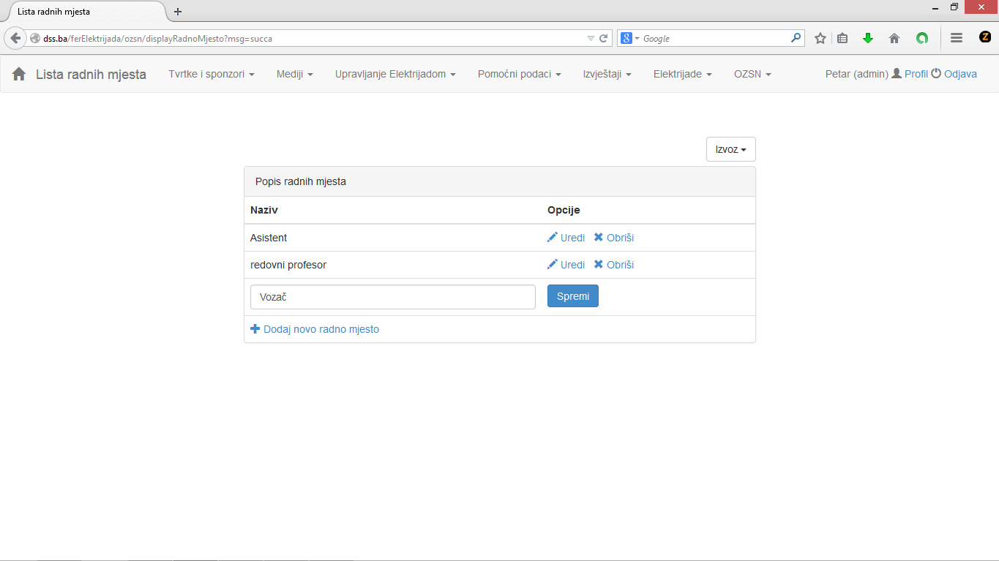 Lista radnih mjesta
dss.ba/ferElektrijada/ozsn/displayRadnoMjesto?msg=succa
Google
Lista radnih mjesta Tvrtke i sponzori Mediji Upravljanje Elektrijadom Pomoćni podaci Izvještaji Elektrijade OZSN Petar (admin) Profil Odjava
Izvoz
Popis radnih mjesta
Naziv Opcije
Asistent Uredi Obriši
redovni profesor Uredi Obriši
Vozač Spremi
Dodaj novo radno mjesto